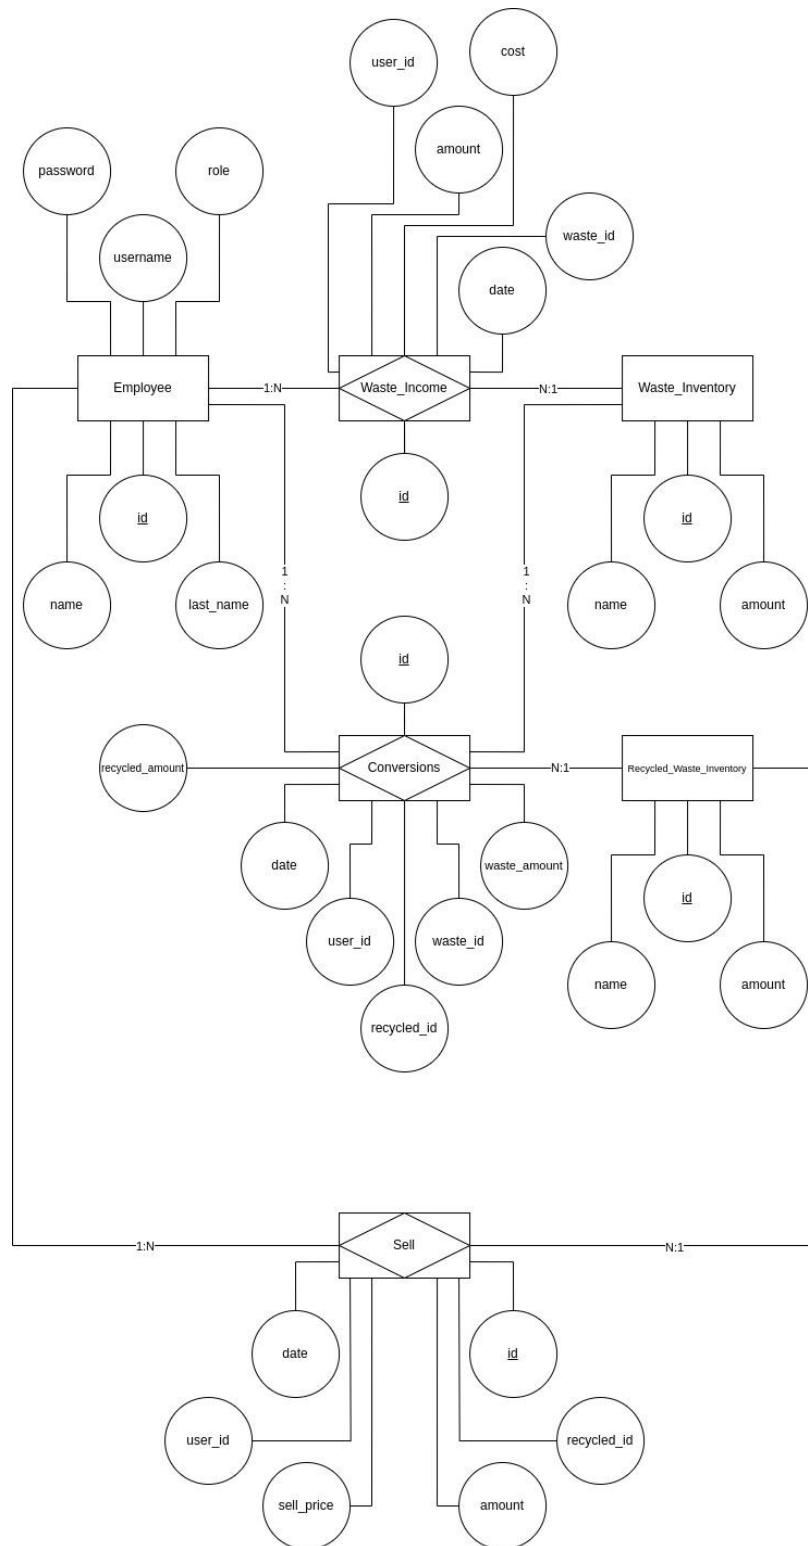 cost
user_id
amount
password
role
waste_id
username
date
Employee
1:N
Waste_Income
N:1
Waste_Inventory
id
id
id
name
last_name
name
amount
1
:
N
1
:
N
id
recycled_amount
Conversions
N:1
Recycled_Waste_Inventory
date
waste_amount
id
user_id
waste_id
name
amount
recycled_id
1:N
Sell
N:1
date
id
user_id
recycled_id
sell_price
amount